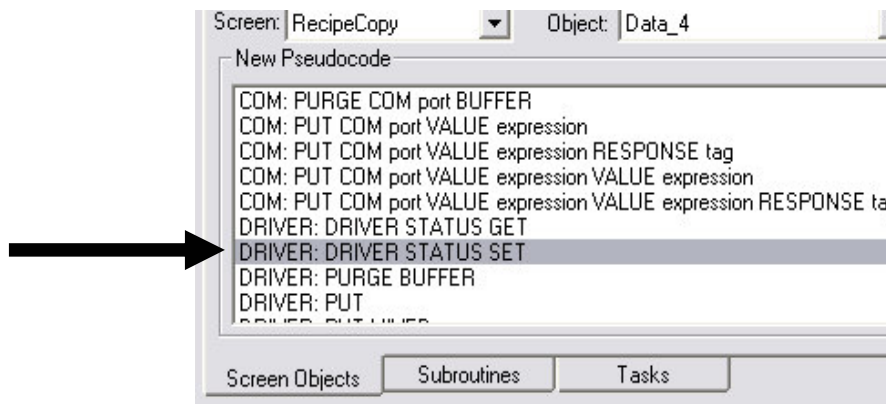 Screen: RecipeCopy Object: Data_4
New Pseudocode
COM: PURGE COM port BUFFER
COM: PUT COM port VALUE expression
COM: PUT COM port VALUE expression RESPONSE tag
COM: PUT COM port VALUE expression VALUE expression
COM: PUT COM port VALUE expression VALUE expression RESPONSE ta
DRIVER: DRIVER STATUS GET
DRIVER: DRIVER STATUS SET
DRIVER: PURGE BUFFER
DRIVER: PUT
Screen Objects Subroutines Tasks